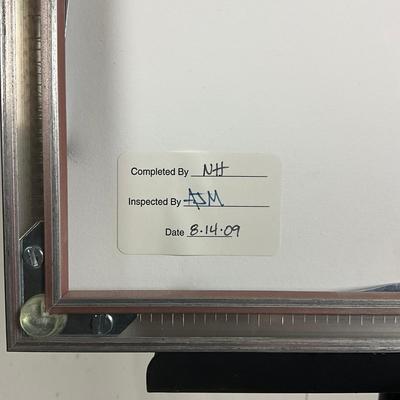 Completed By NH
Inspected By AJM
Date 8.14.09